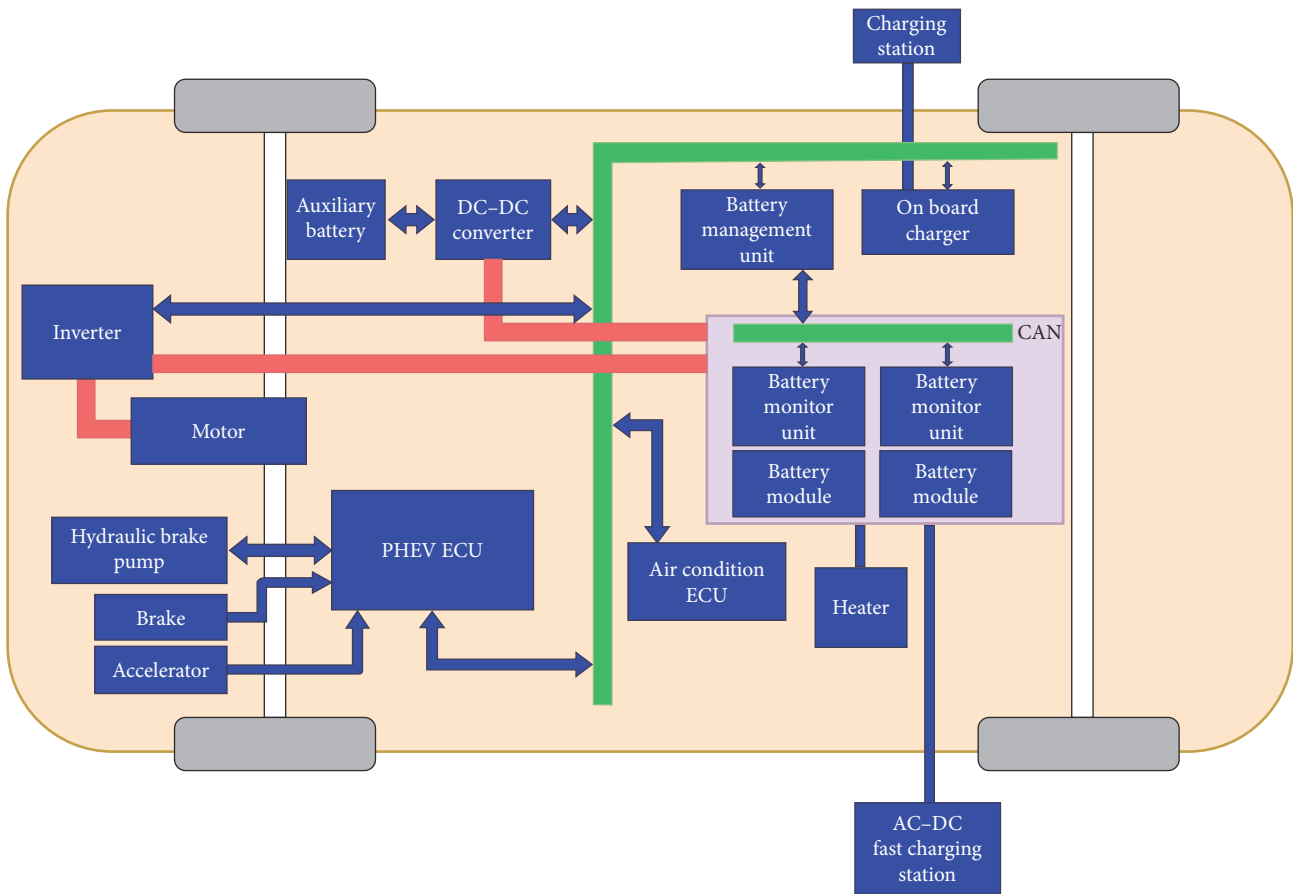 Charging
station
Auxiliary
battery
DC–DC
converter
Battery
management
unit
On board
charger
Inverter
CAN
Battery
monitor
unit
Battery
monitor
unit
Motor
Battery
module
Battery
module
Hydraulic brake
pump
PHEV ECU
Air condition
ECU
Heater
Brake
Accelerator
AC–DC
fast charging
station